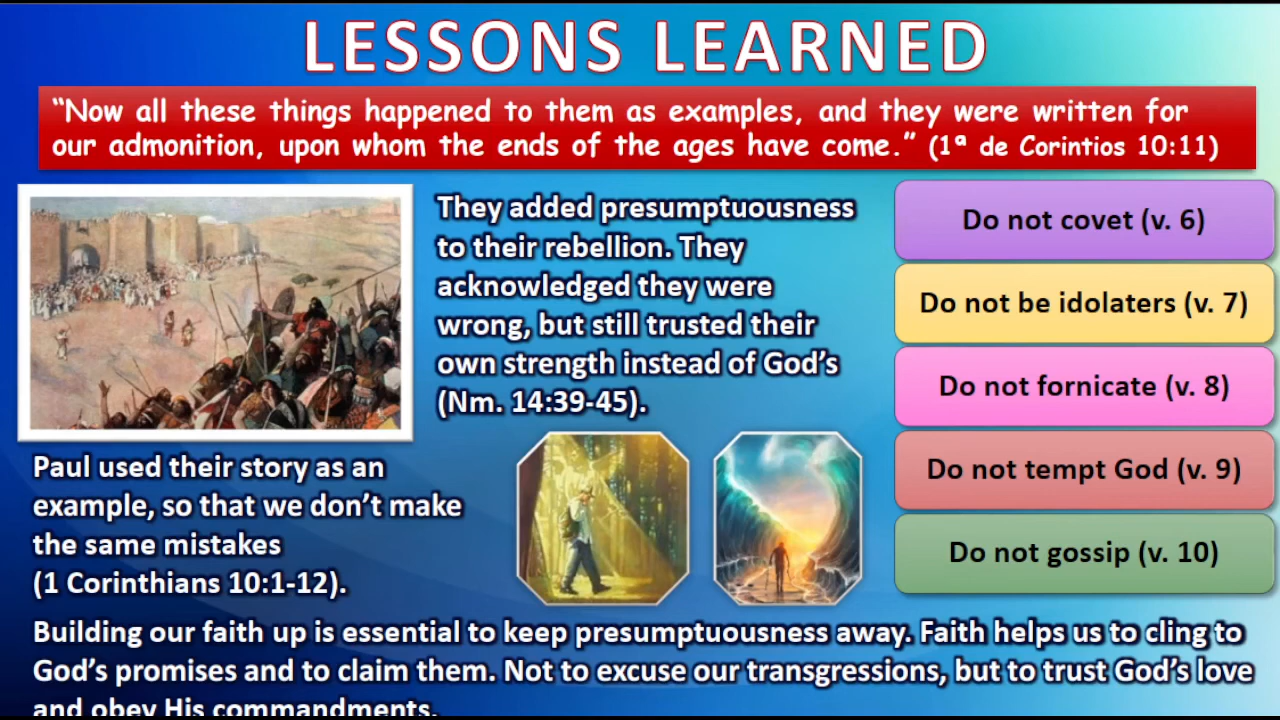 LESSONS LEARNED
“Now all these things happened to them as examples, and they were written for
our admonition, upon whom the ends of the ages have come.” (1ª de Corintios 10:11)
They added presumptuousness
to their rebellion. They
acknowledged they were
wrong, but still trusted their
own strength instead of God’s
(Nm. 14:39-45).
Do not covet (v. 6)
Do not be idolaters (v. 7)
Do not fornicate (v. 8)
Do not tempt God (v. 9)
Do not gossip (v. 10)
Paul used their story as an
example, so that we don’t make
the same mistakes
(1 Corinthians 10:1-12).
Building our faith up is essential to keep presumptuousness away. Faith helps us to cling to
God’s promises and to claim them. Not to excuse our transgressions, but to trust God’s love
and obey His commandments.